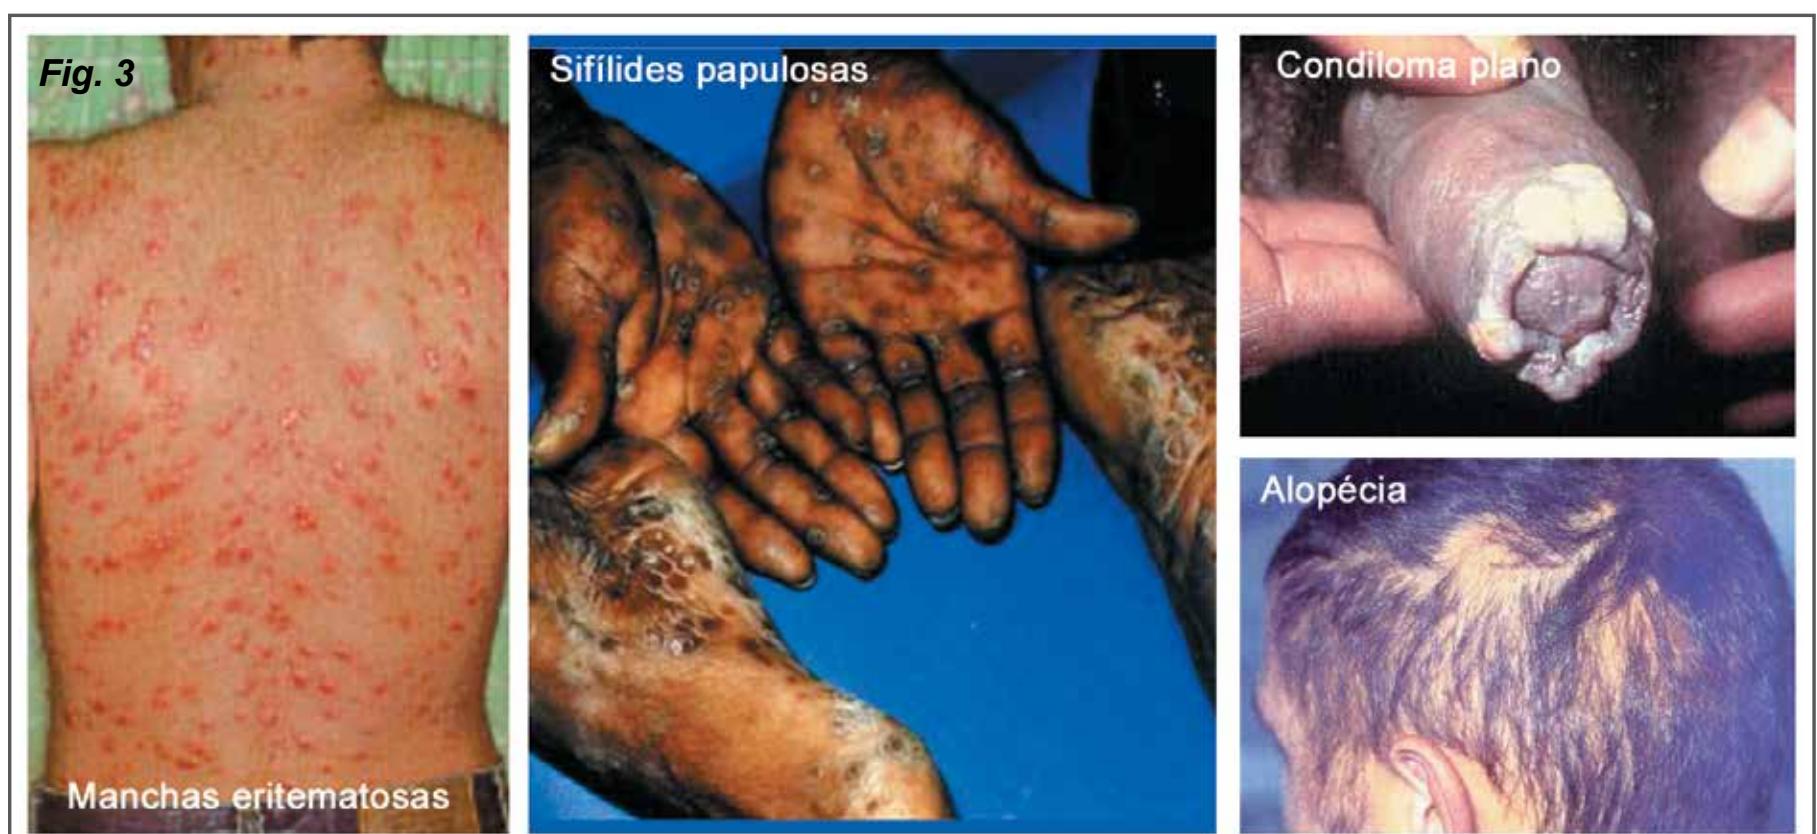 Fig. 3
Manchas eritematosas
Sifílides papulosas
Condiloma plano
Alopécia